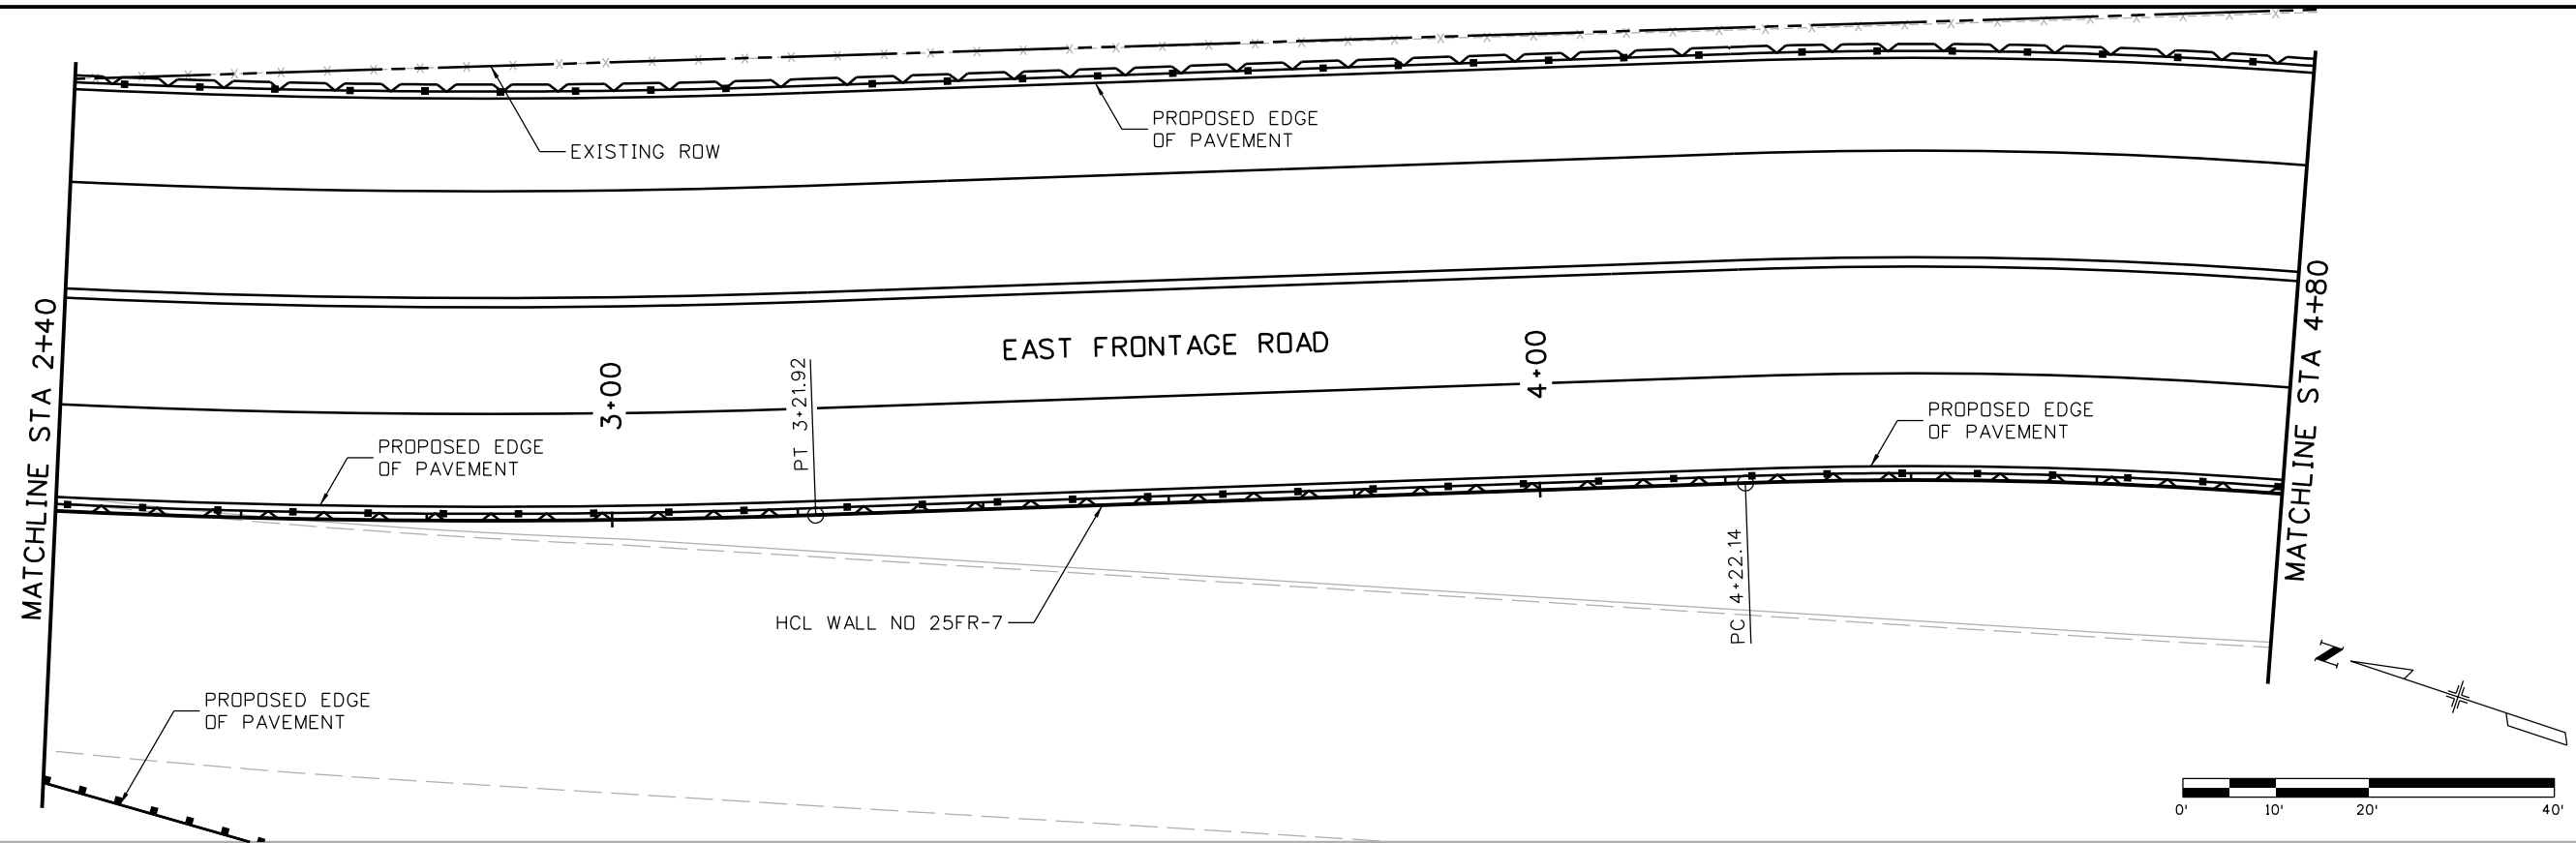 PROPOSED EDGE
OF PAVEMENT
EXISTING ROW
MATCHLINE STA 2+40
MATCHLINE STA 4+80
EAST FRONTAGE ROAD
3+00
PT 3+21.92
4+00
PROPOSED EDGE
OF PAVEMENT
PROPOSED EDGE
OF PAVEMENT
PC 4+22.14
HCL WALL NO 25FR-7
N
PROPOSED EDGE
OF PAVEMENT
0' 10' 20' 40'